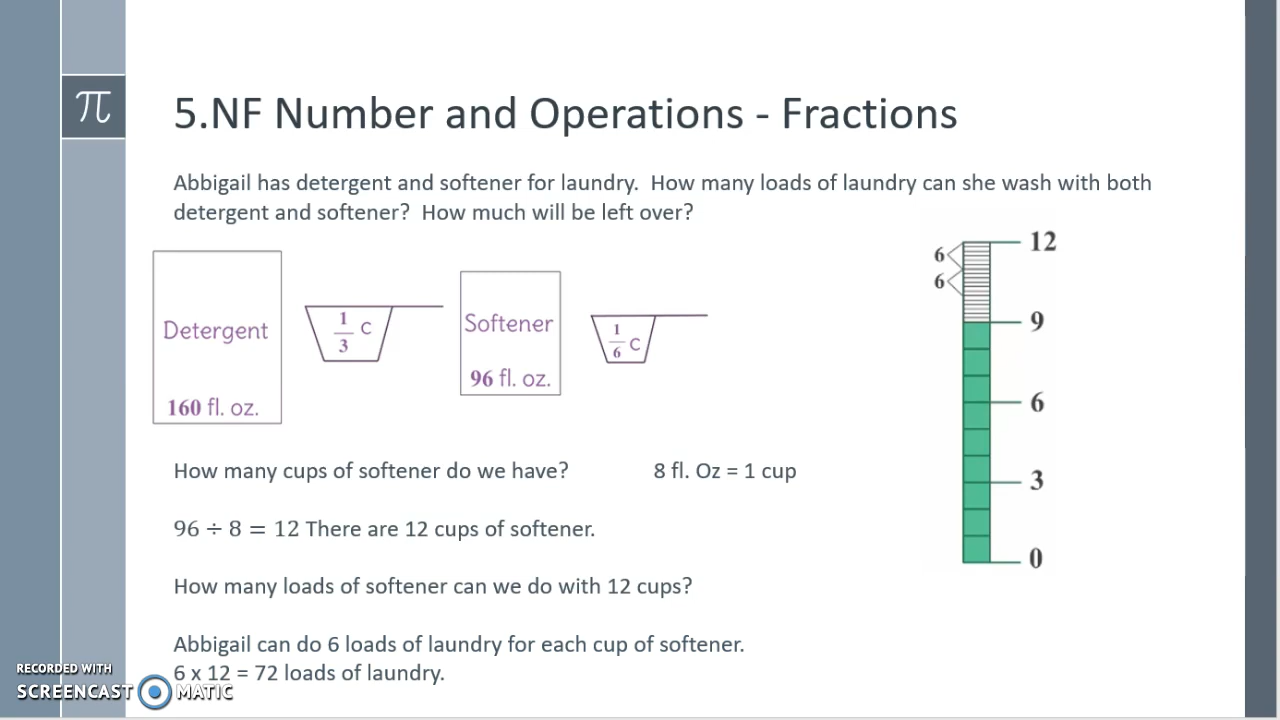 π
5.NF Number and Operations - Fractions
Abbigail has detergent and softener for laundry.  How many loads of laundry can she wash with both
detergent and softener?  How much will be left over?
Detergent
160 fl. oz.
1/3 c
Softener
96 fl. oz.
1/6 c
12
6
6
9
6
3
0
How many cups of softener do we have?
8 fl. Oz = 1 cup
96 ÷ 8 = 12 There are 12 cups of softener.
How many loads of softener can we do with 12 cups?
Abbigail can do 6 loads of laundry for each cup of softener.
6 x 12 = 72 loads of laundry.
RECORDED WITH
SCREENCAST MATIC